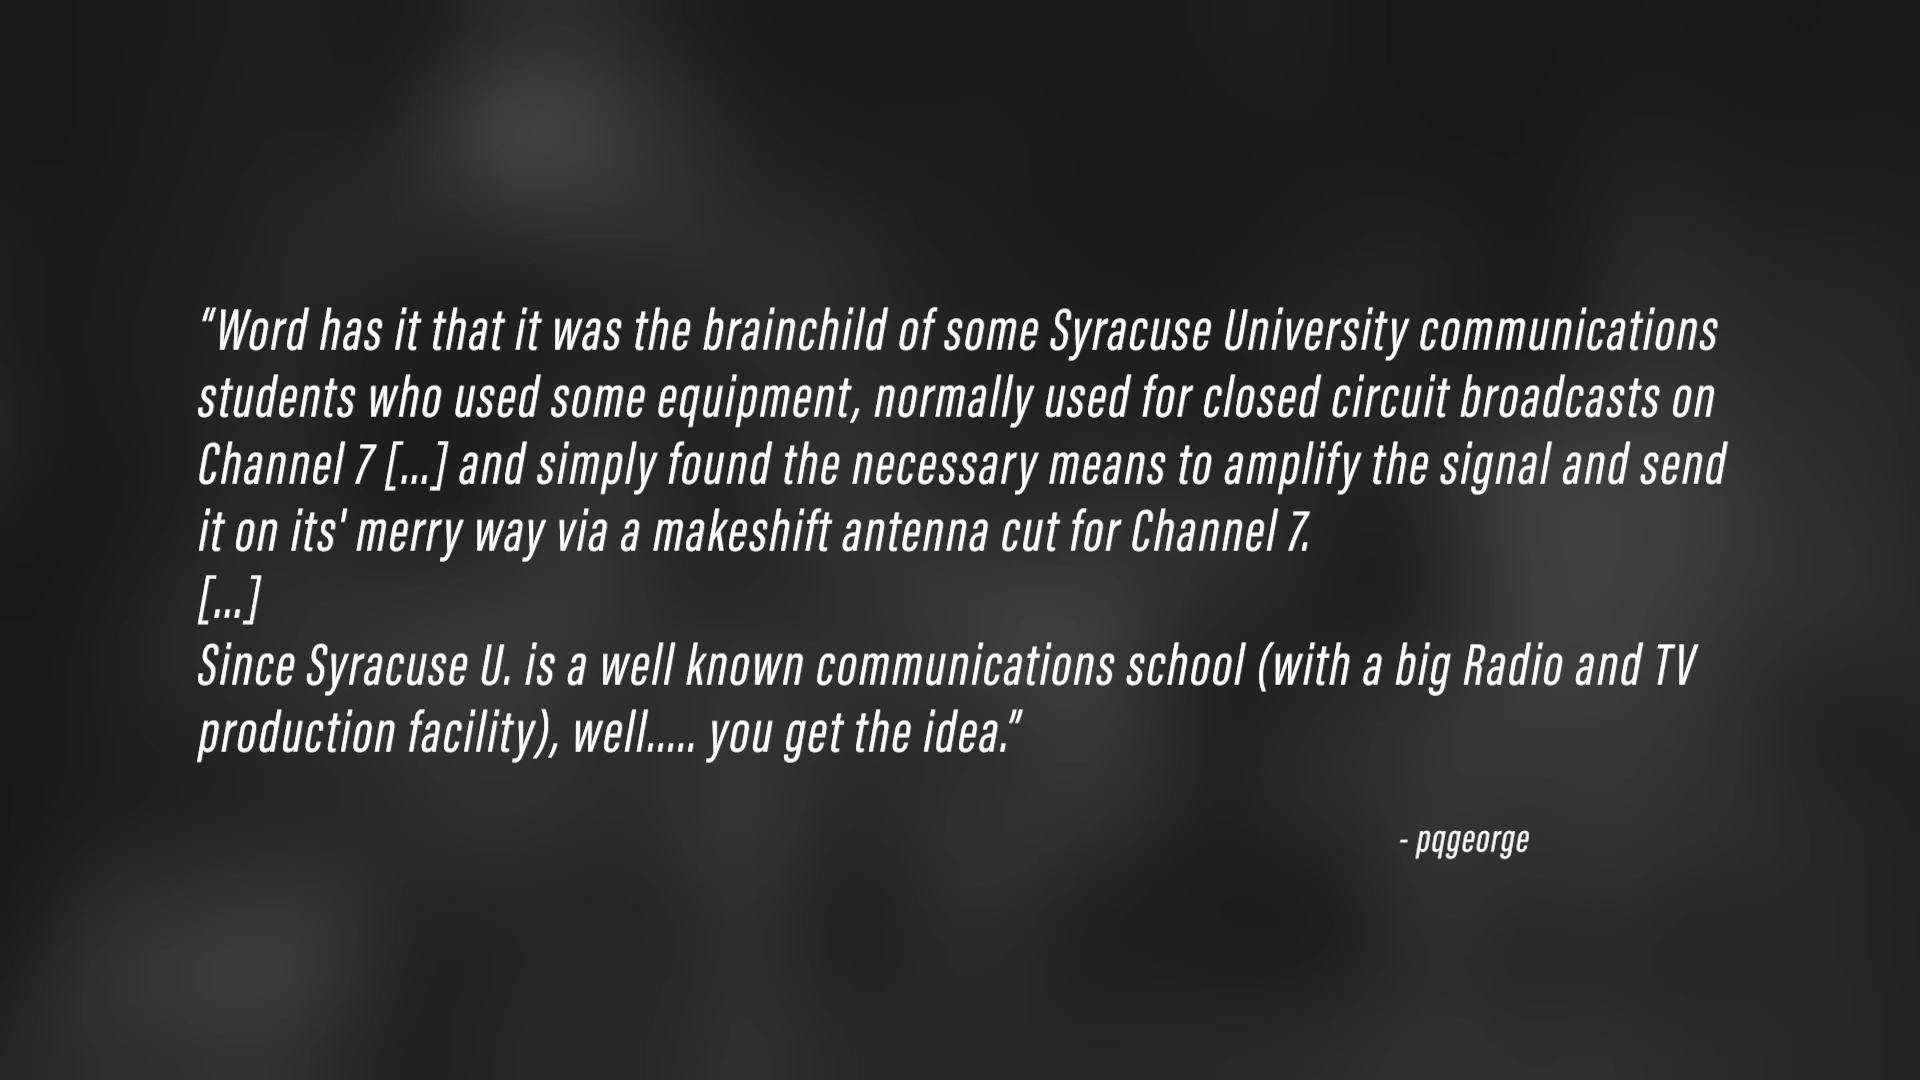 “Word has it that it was the brainchild of some Syracuse University communications
students who used some equipment, normally used for closed circuit broadcasts on
Channel 7 [...] and simply found the necessary means to amplify the signal and send
it on its' merry way via a makeshift antenna cut for Channel 7.
[...]
Since Syracuse U. is a well known communications school (with a big Radio and TV
production facility), well..... you get the idea.”
- pqgeorge